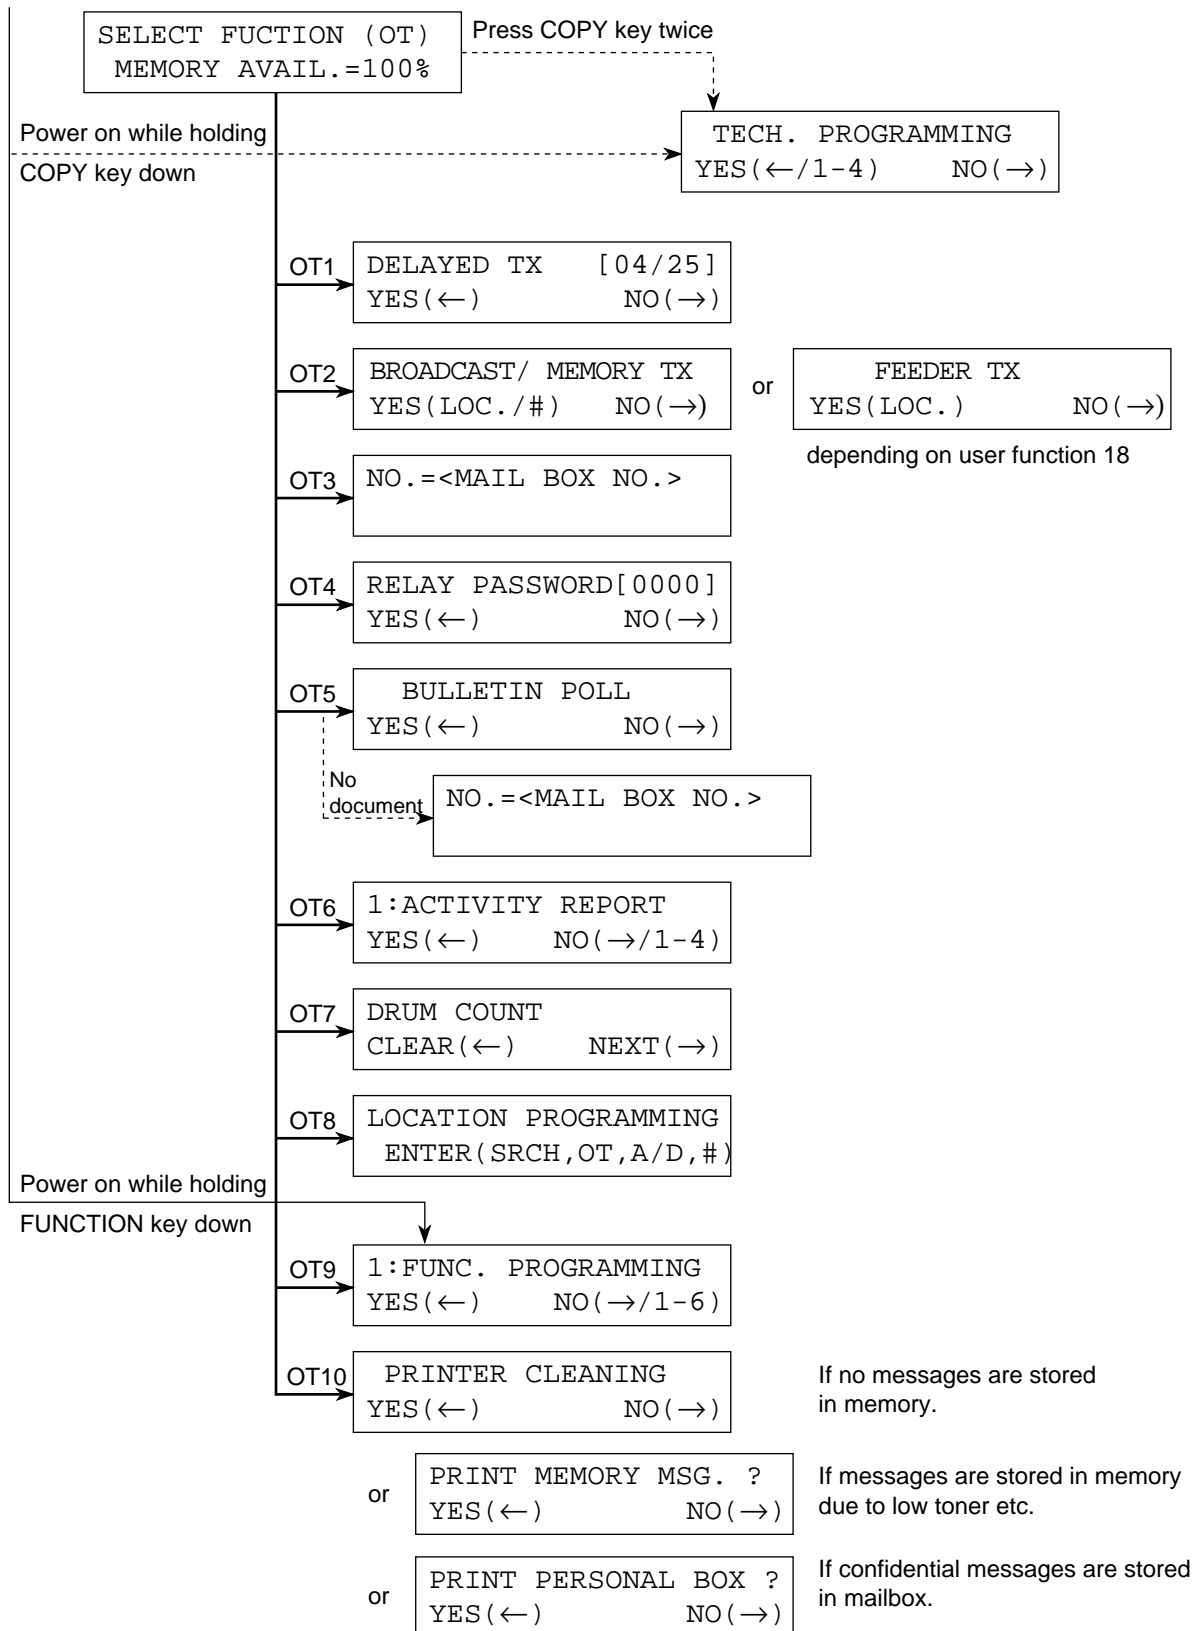 SELECT FUCTION (OT)
MEMORY AVAIL.=100%
Press COPY key twice
Power on while holding
COPY key down
TECH. PROGRAMMING
YES(←/1-4) NO(→)
OT1
DELAYED TX [04/25]
YES(←) NO(→)
OT2
BROADCAST/ MEMORY TX
YES(LOC./#) NO(→)
or
FEEDER TX
YES(LOC.) NO(→)
depending on user function 18
OT3
NO.=<MAIL BOX NO.>
OT4
RELAY PASSWORD[0000]
YES(←) NO(→)
OT5
BULLETIN POLL
YES(←) NO(→)
No
document
NO.=<MAIL BOX NO.>
OT6
1:ACTIVITY REPORT
YES(←) NO(→/1-4)
OT7
DRUM COUNT
CLEAR(←) NEXT(→)
OT8
LOCATION PROGRAMMING
ENTER(SRCH,OT,A/D,#)
Power on while holding
FUNCTION key down
OT9
1:FUNC. PROGRAMMING
YES(←) NO(→/1-6)
OT10
PRINTER CLEANING
YES(←) NO(→)
If no messages are stored
in memory.
or
PRINT MEMORY MSG. ?
YES(←) NO(→)
If messages are stored in memory
due to low toner etc.
or
PRINT PERSONAL BOX ?
YES(←) NO(→)
If confidential messages are stored
in mailbox.